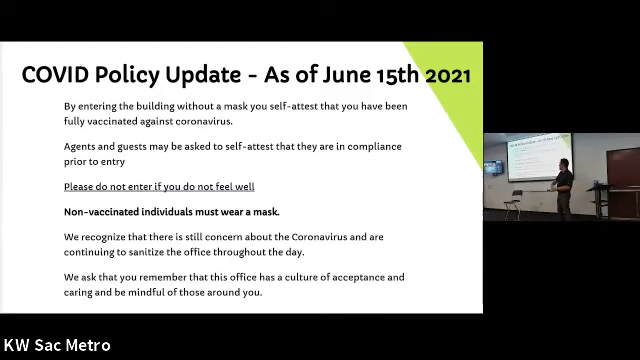 COVID Policy Update - As of June 15th 2021
By entering the building without a mask you self-attest that you have been
fully vaccinated against coronavirus.
Agents and guests may be asked to self-attest that they are in compliance
prior to entry
Please do not enter if you do not feel well
Non-vaccinated individuals must wear a mask.
We recognize that there is still concern about the Coronavirus and are
continuing to sanitize the office throughout the day.
We ask that you remember that this office has a culture of acceptance and
caring and be mindful of those around you.
KW Sac Metro